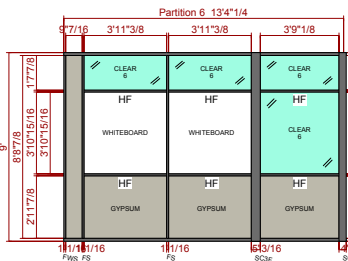 Partition 6 13'4"1/4
9"7/16 3'11"3/8 3'11"3/8 3'9"1/8
9'
8'8"7/8
1'7"7/8
3'10"15/16
3'10"15/16
2'11"7/8
CLEAR CLEAR CLEAR
6 6 6
HF HF HF
WHITEBOARD WHITEBOARD CLEAR
6
HF HF HF
GYPSUM GYPSUM GYPSUM
1"1/16 1"1/16 1"1/16 5"3/16
FWS FS FS SC3F